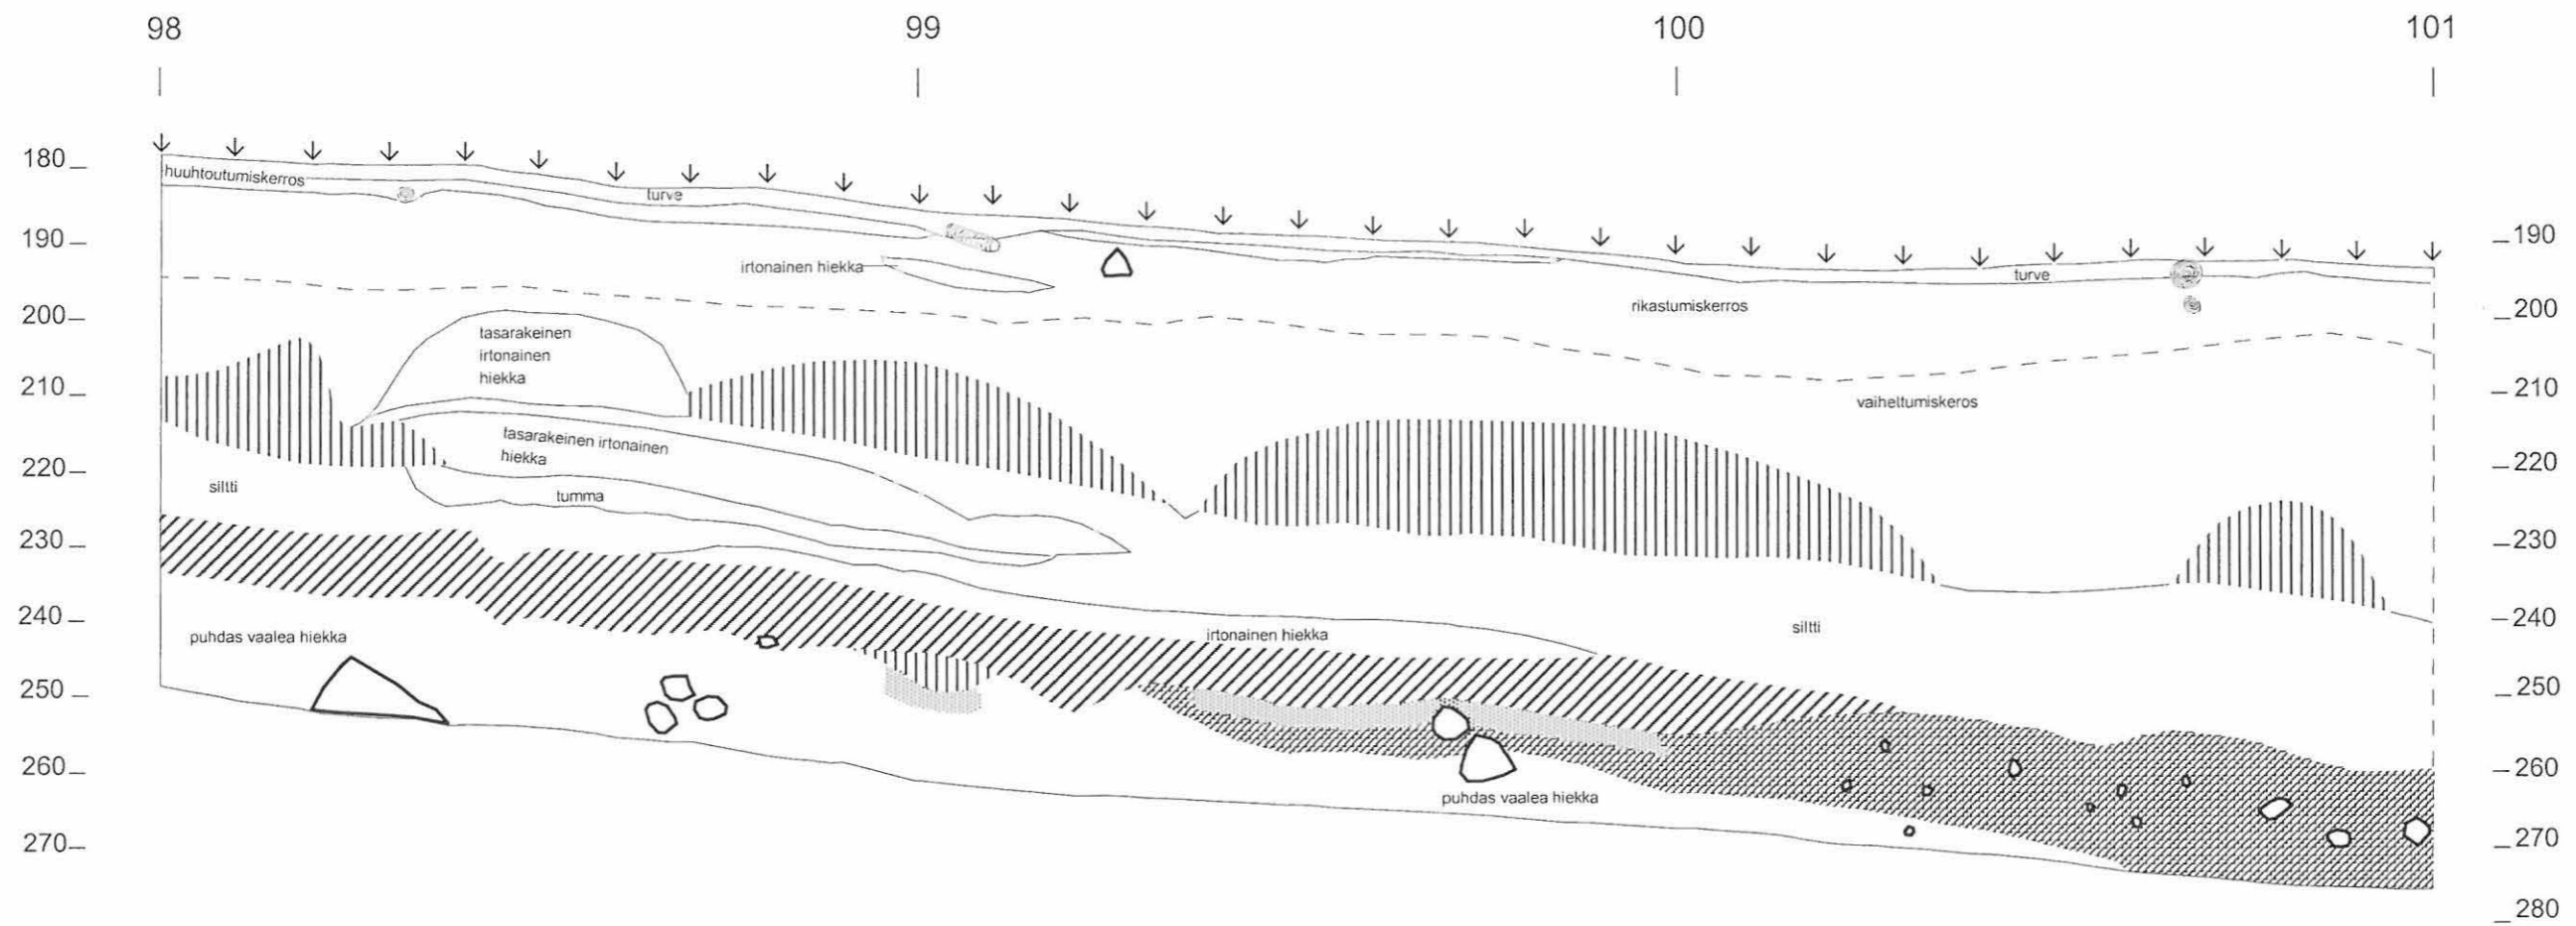 98 99 100 101
180
190
200
210
220
230
240
250
260
270
190
200
210
220
230
240
250
260
270
280
huuhtoutumiskerros
turve
irtonainen hiekka
turve
rikastumiskerros
tasarakeinen
irtonainen
hiekka
vaiheltumiskeros
tasarakeinen irtonainen
hiekka
siltti
tumma
puhdas vaalea hiekka
irtonainen hiekka
siltti
puhdas vaalea hiekka